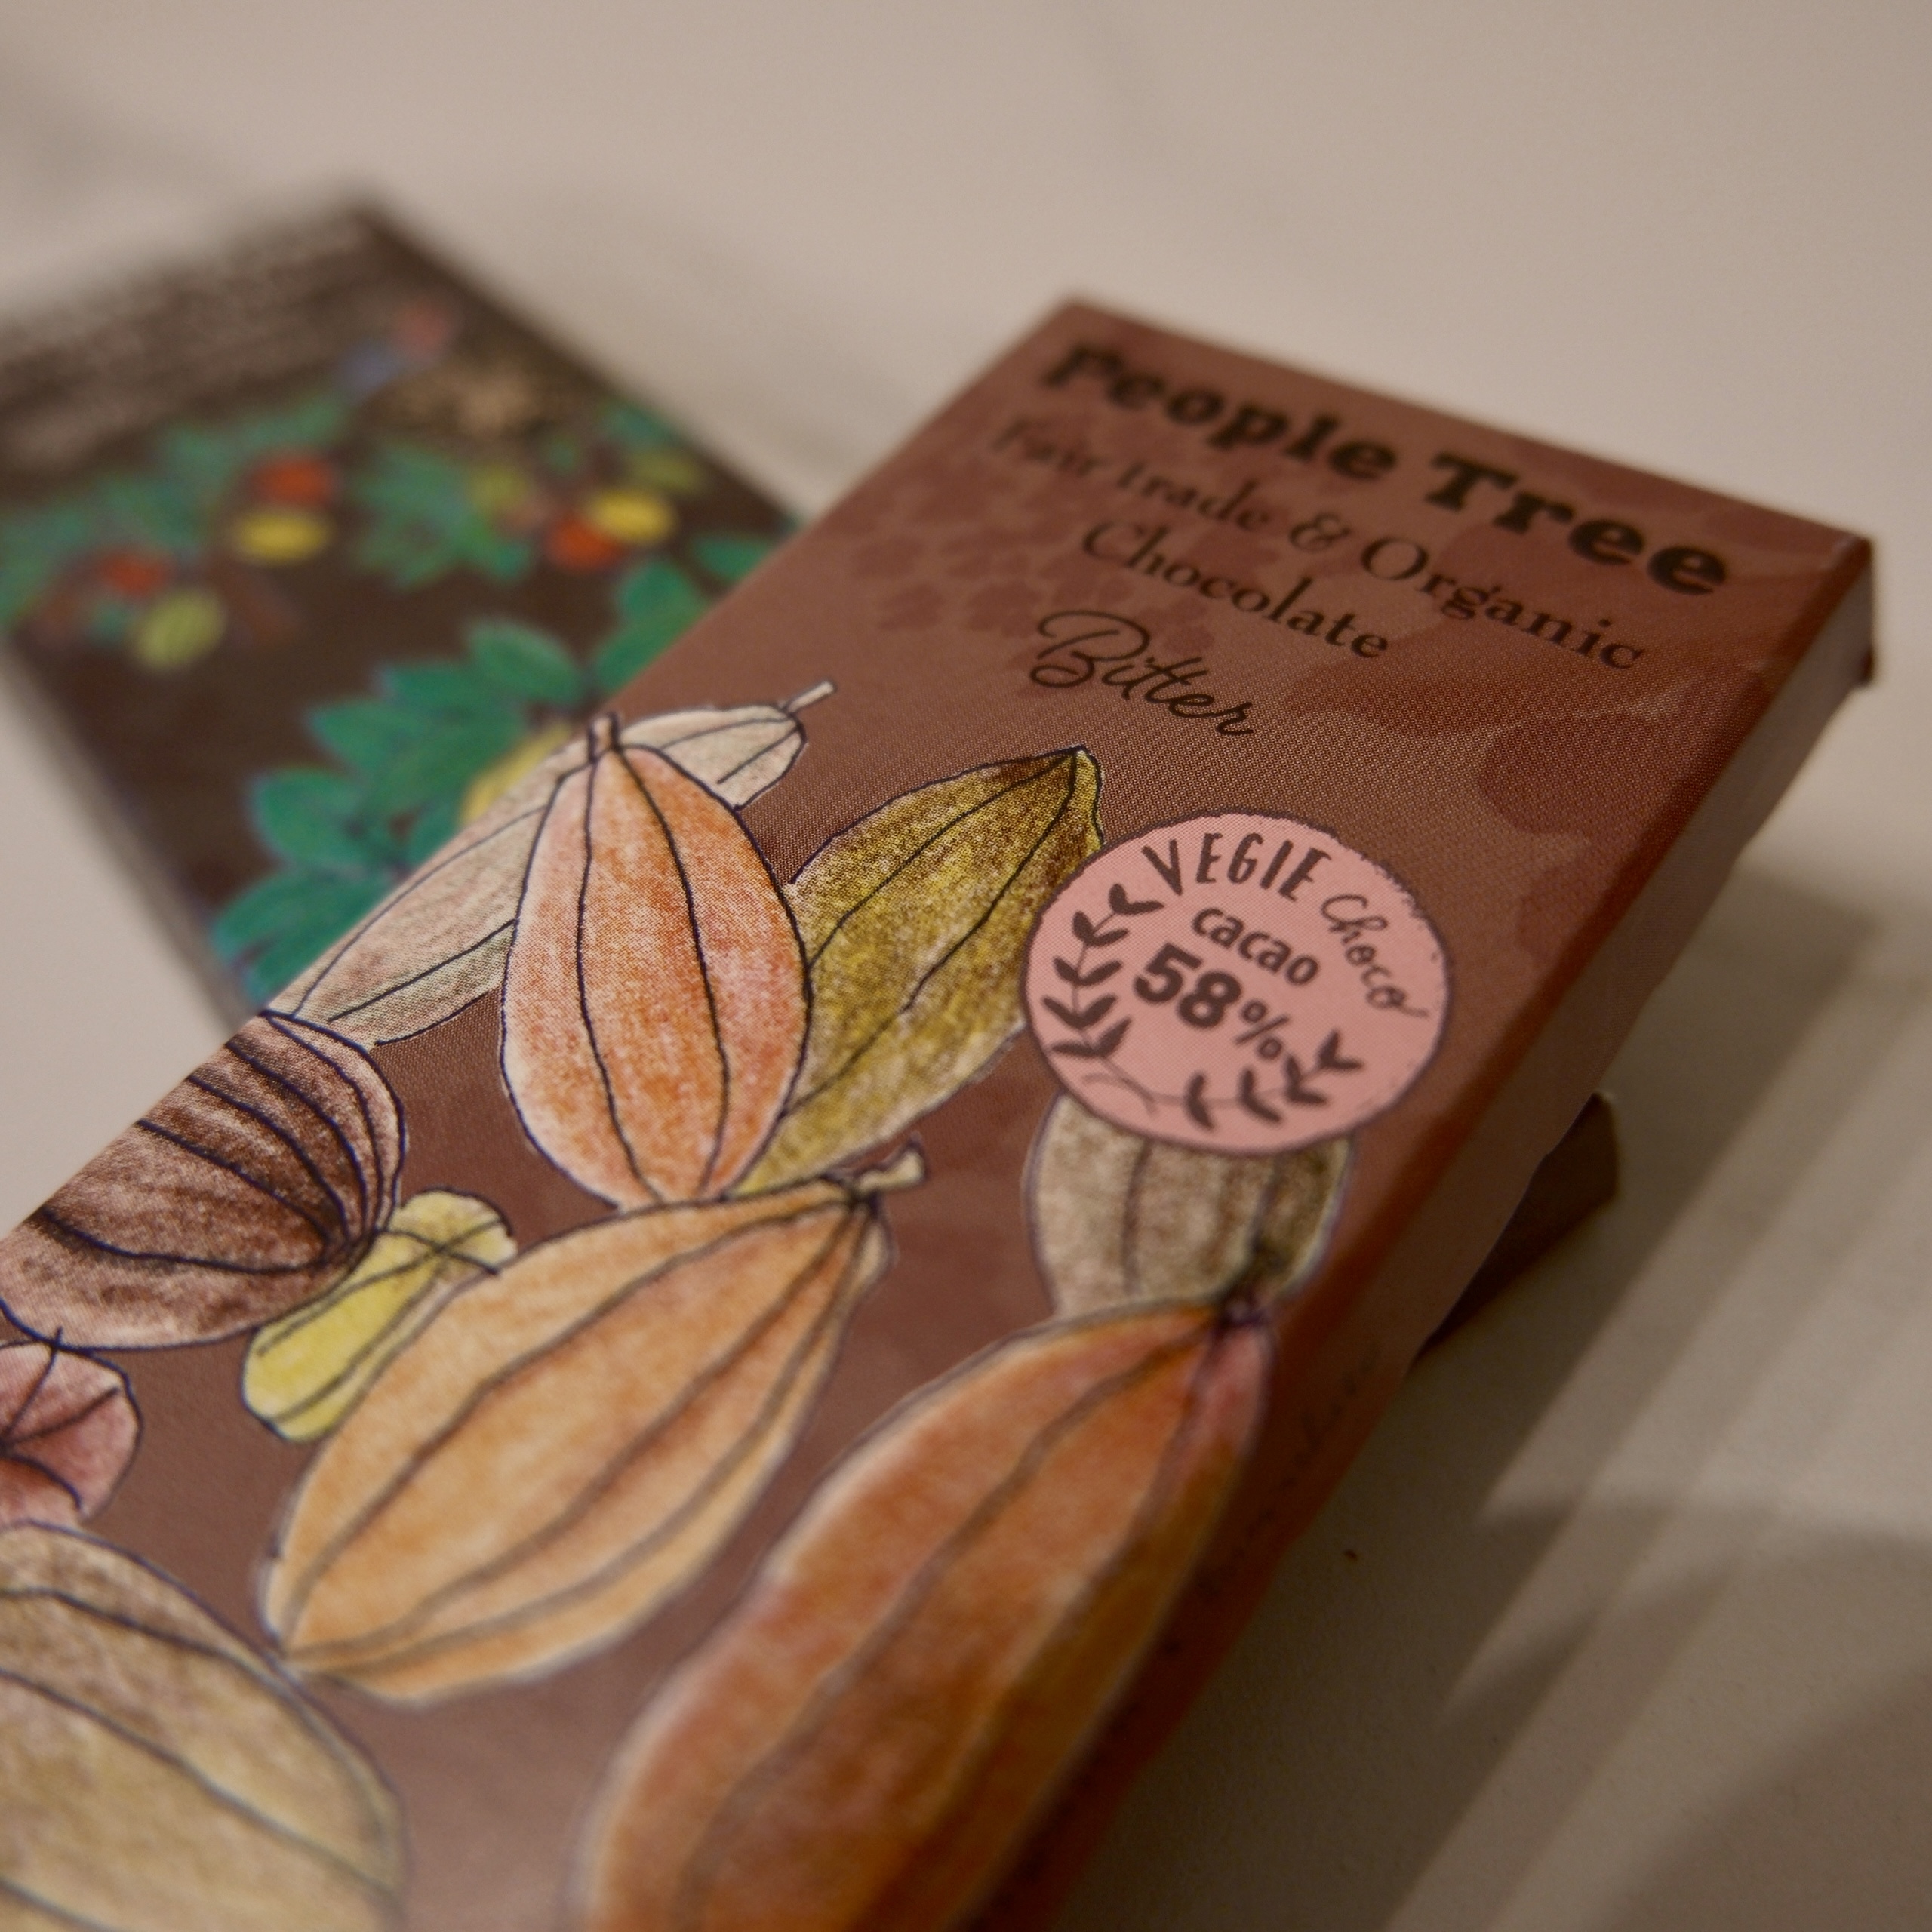 People Tree
Fair Trade & Organic
Chocolate
Bitter
VEGIE choco
cacao
58%